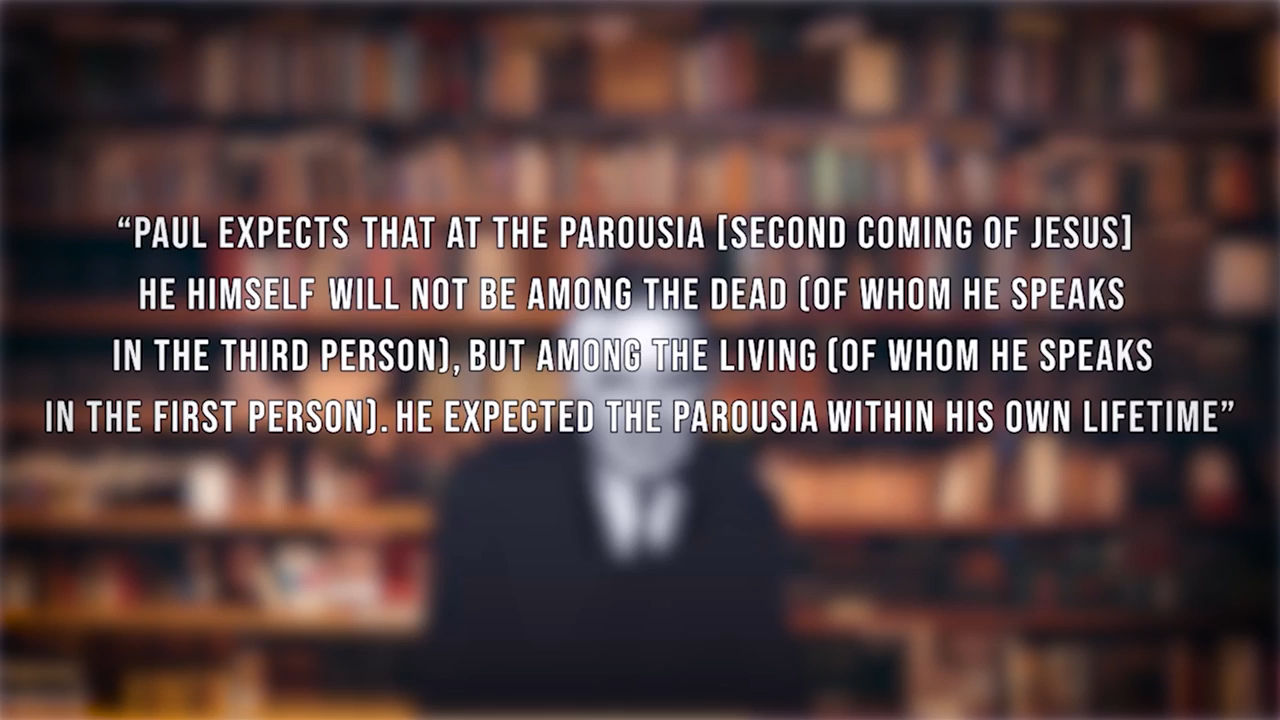 “PAUL EXPECTS THAT AT THE PAROUSIA [SECOND COMING OF JESUS]
HE HIMSELF WILL NOT BE AMONG THE DEAD (OF WHOM HE SPEAKS
IN THE THIRD PERSON), BUT AMONG THE LIVING (OF WHOM HE SPEAKS
IN THE FIRST PERSON). HE EXPECTED THE PAROUSIA WITHIN HIS OWN LIFETIME”